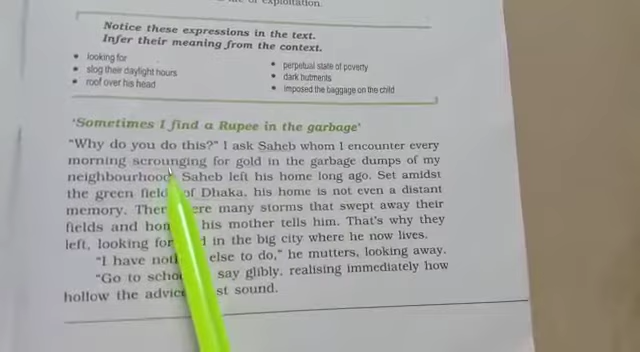 exploitation.
Notice these expressions in the text.
Infer their meaning from the context.
• looking for
• slog their daylight hours
• roof over his head
• perpetual state of poverty
• dark hutments
• imposed the baggage on the child
'Sometimes I find a Rupee in the garbage'
"Why do you do this?" I ask Saheb whom I encounter every
morning scrounging for gold in the garbage dumps of my
neighbourhood. Saheb left his home long ago. Set amidst
the green field of Dhaka, his home is not even a distant
memory. There were many storms that swept away their
fields and his mother tells him. That's why they
left, looking for in the big city where he now lives.
"I have else to do," he mutters, looking away.
"Go to say glibly, realising immediately how
hollow the advice st sound.